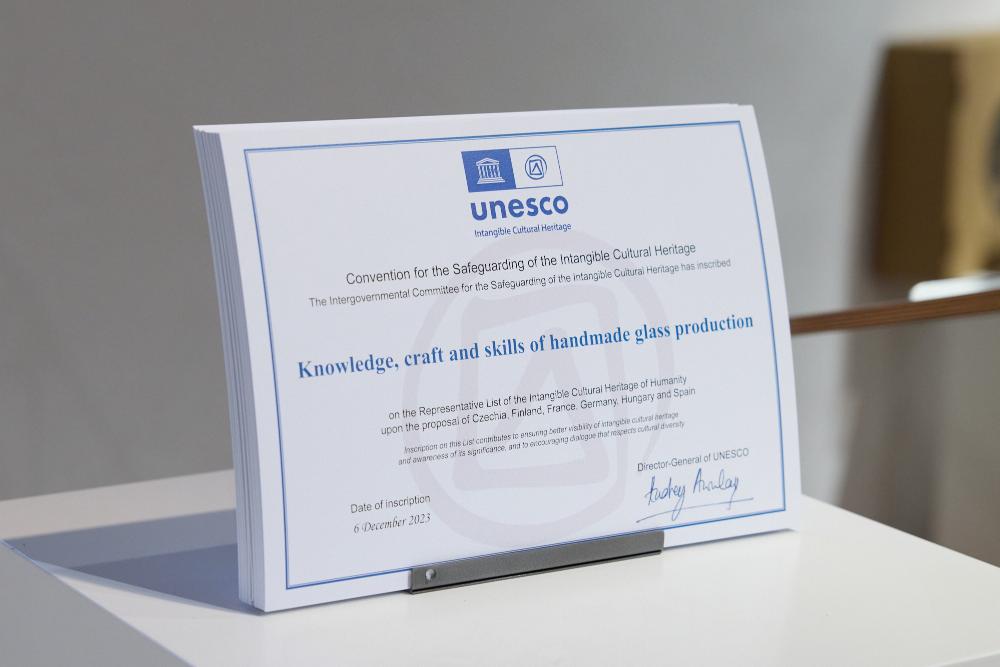 unesco
Intangible Cultural Heritage
Convention for the Safeguarding of the Intangible Cultural Heritage
The Intergovernmental Committee for the Safeguarding of the Intangible Cultural Heritage has inscribed
Knowledge, craft and skills of handmade glass production
on the Representative List of the Intangible Cultural Heritage of Humanity
upon the proposal of Czechia, Finland, France, Germany, Hungary and Spain
Inscription on this List contributes to ensuring better visibility of intangible cultural heritage
and awareness of its significance, and to encouraging dialogue that respects cultural diversity
Date of inscription
6 December 2023
Director-General of UNESCO
Audrey Azoulay